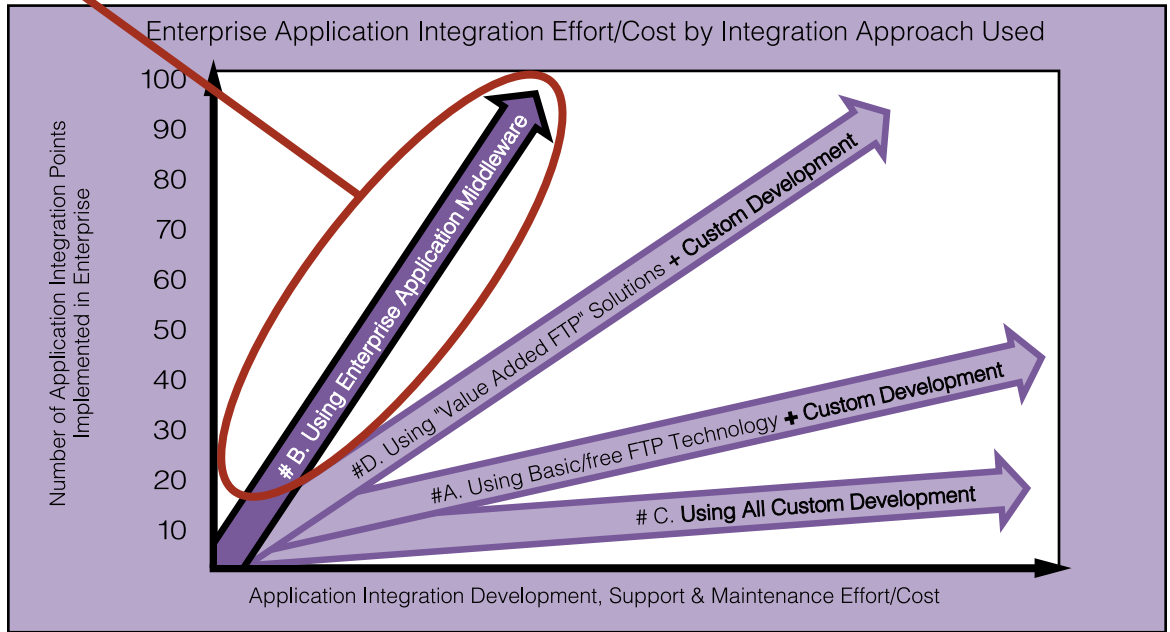 Enterprise Application Integration Effort/Cost by Integration Approach Used
Number of Application Integration Points
Implemented in Enterprise
100
90
80
70
60
50
40
30
20
10
# B. Using Enterprise Application Middleware
#D. Using "Value Added FTP" Solutions + Custom Development
#A. Using Basic/free FTP Technology + Custom Development
# C. Using All Custom Development
Application Integration Development, Support & Maintenance Effort/Cost